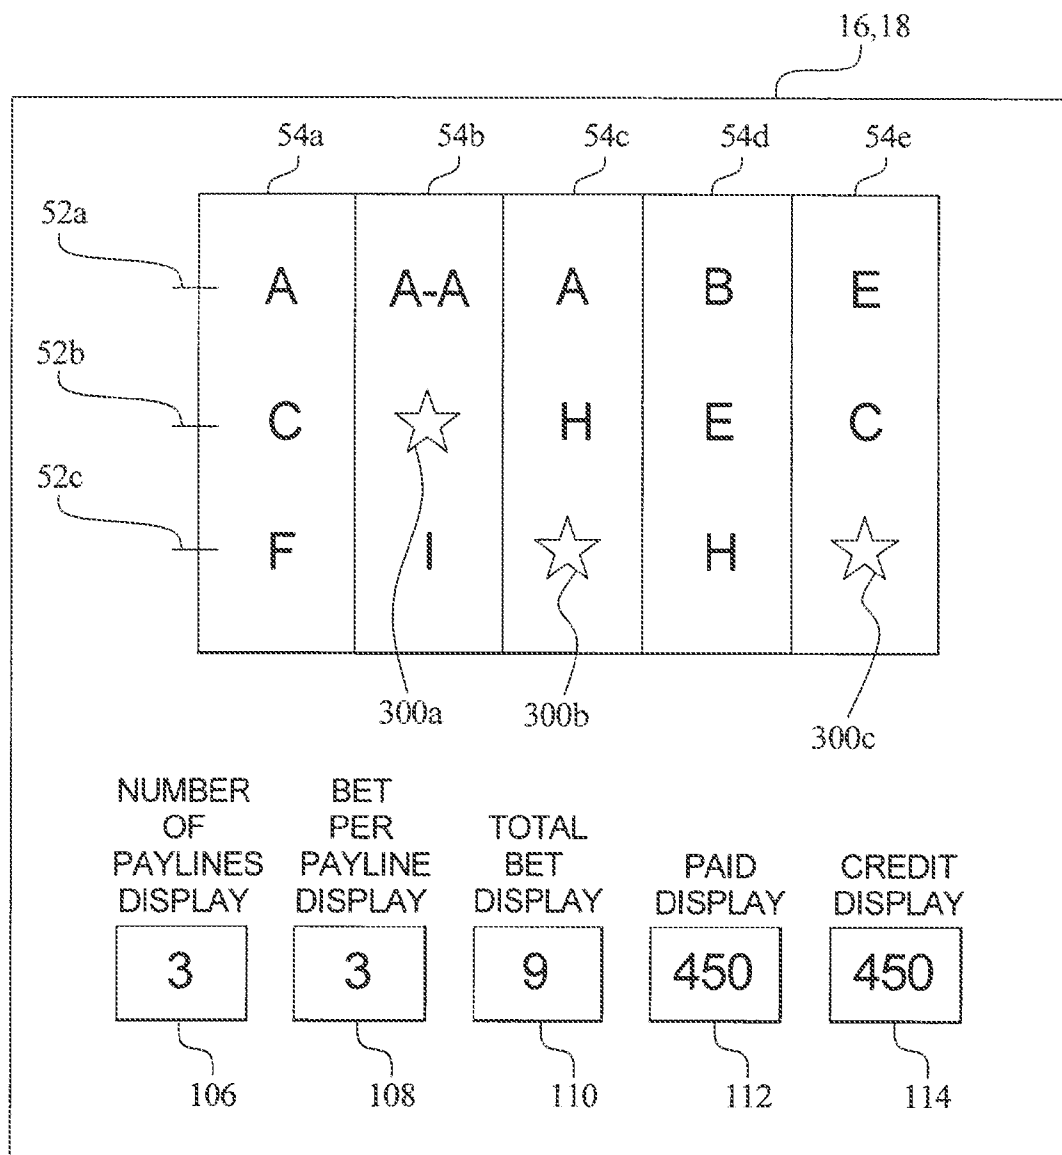 16,18
54a 54b 54c 54d 54e
52a
A A-A A B E
52b
C H E C
52c
F I H
300a 300b 300c
NUMBER OF PAYLINES DISPLAY
BET PER PAYLINE DISPLAY
TOTAL BET DISPLAY
PAID DISPLAY
CREDIT DISPLAY
3 3 9 450 450
106 108 110 112 114